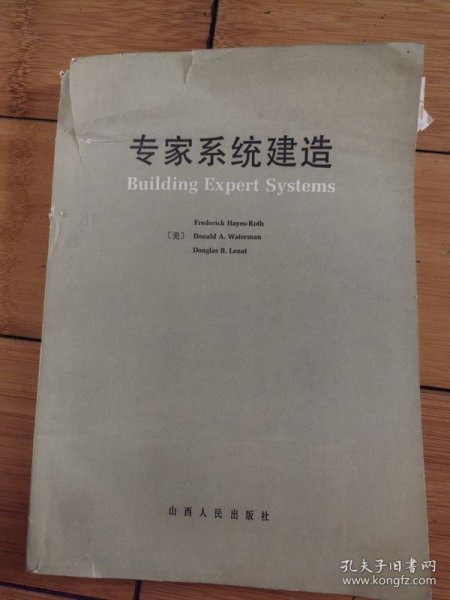 专家系统建造
Building Expert Systems
Frederick Hayes-Roth
〔美〕 Donald A. Waterman
Douglas B. Lenat
山西人民出版社
孔夫子旧书网
www.kongfz.com